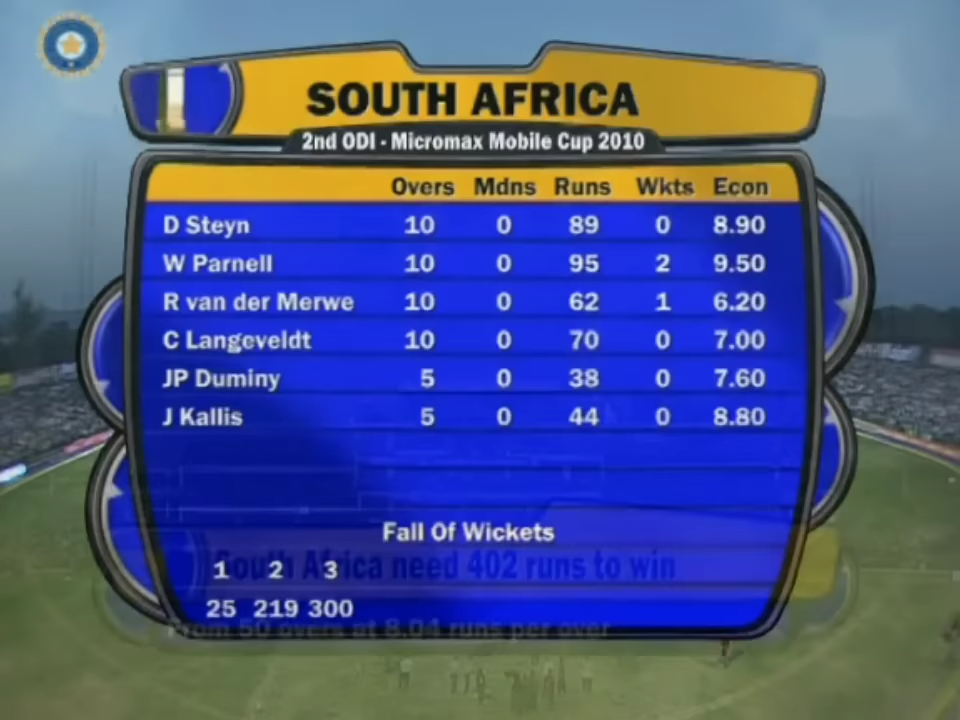 SOUTH AFRICA
2nd ODI - Micromax Mobile Cup 2010
Overs Mdns Runs Wkts Econ
D Steyn 10 0 89 0 8.90
W Parnell 10 0 95 2 9.50
R van der Merwe 10 0 62 1 6.20
C Langeveldt 10 0 70 0 7.00
JP Duminy 5 0 38 0 7.60
J Kallis 5 0 44 0 8.80
Fall Of Wickets
South Africa need 402 runs to win
1 2 3
25 219 300
From 50 overs at 8.04 runs per over